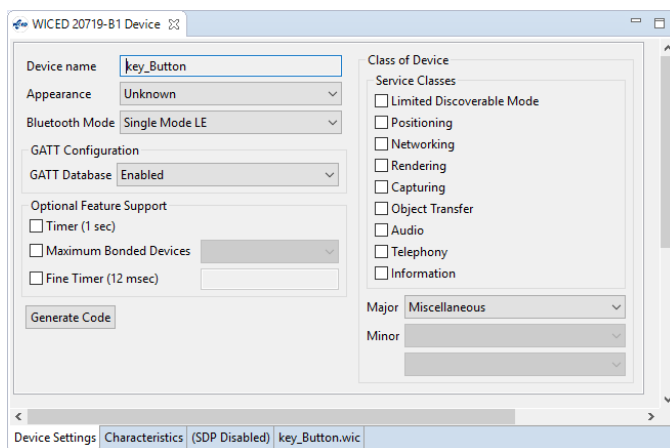 WICED 20719-B1 Device
Device name key_Button
Appearance Unknown
Bluetooth Mode Single Mode LE
GATT Configuration
GATT Database Enabled
Optional Feature Support
Timer (1 sec)
Maximum Bonded Devices
Fine Timer (12 msec)
Generate Code
Class of Device
Service Classes
Limited Discoverable Mode
Positioning
Networking
Rendering
Capturing
Object Transfer
Audio
Telephony
Information
Major Miscellaneous
Minor
Device Settings Characteristics (SDP Disabled) key_Button.wic